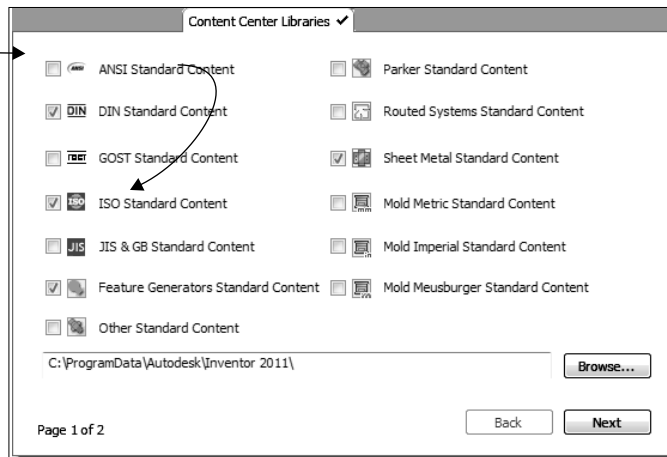 Content Center Libraries ✔
ANSI ANSI Standard Content
DIN DIN Standard Content
GOST Standard Content
ISO ISO Standard Content
JIS JIS & GB Standard Content
Feature Generators Standard Content
Other Standard Content
Parker Standard Content
Routed Systems Standard Content
Sheet Metal Standard Content
mm Mold Metric Standard Content
in Mold Imperial Standard Content
Mold Meusburger Standard Content
C:\ProgramData\Autodesk\Inventor 2011\
Browse...
Page 1 of 2
Back
Next